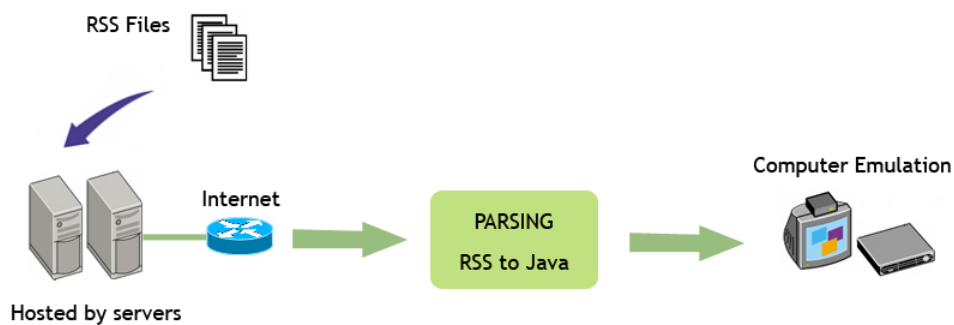 RSS Files
Computer Emulation
Internet
PARSING
RSS to Java
Hosted by servers